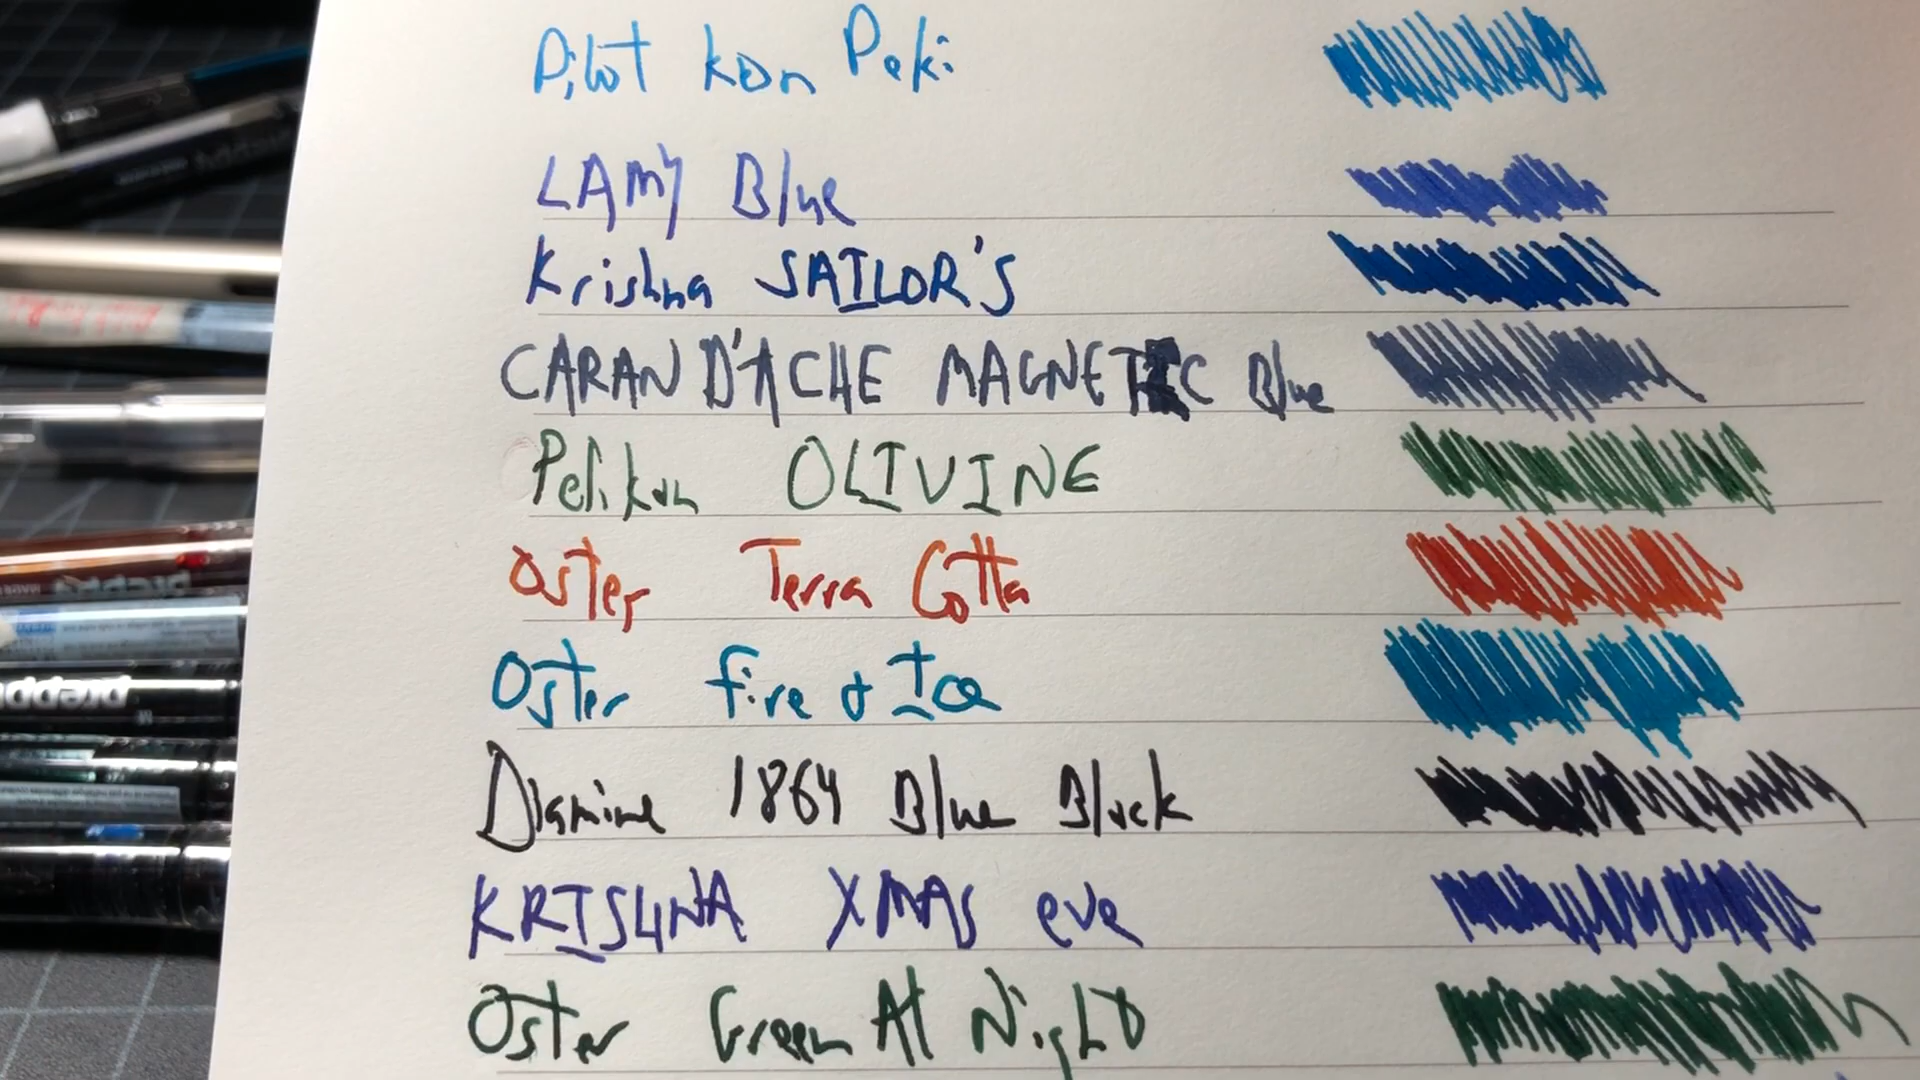 Pilot kon Peki
LAMY Blue
Krishna SAILOR'S
CARAN D'ACHE MAGNETIC Blue
Pelikan OLIVINE
Oster Terra Cotta
Oster fire & Ice
Diamine 1864 Blue Black
KRISHNA XMAS eve
Oster Green At Night
prepp